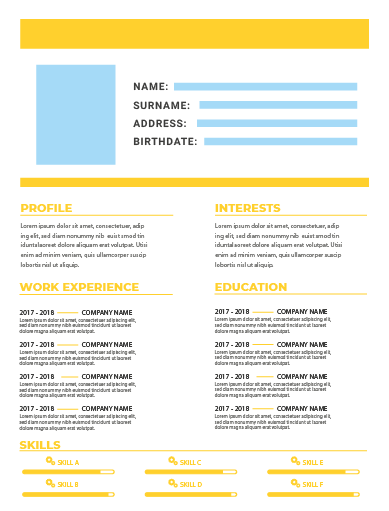 NAME:
SURNAME:
ADDRESS:
BIRTHDATE:
PROFILE
Lorem ipsum dolor sit amet, consectetuer, adip
ing elit, sed diam nonummy nib euis smod tin
idunt utlaoreet dolore aliquam erat volutpat. Utisi
enim ad minim veniam, quis ullamcorper suscip
lobortis nisl ut aliquip.
INTERESTS
Lorem ipsum dolor sit amet, consectetuer, adip
ing elit, sed diam nonummy nib euis smod tin
idunt utlaoreet dolore aliquam erat volutpat. Utisi
enim ad minim veniam, quis ullamcorper suscip
lobortis nisl ut aliquip.
WORK EXPERIENCE
2017 - 2018 COMPANY NAME
Lorem ipsum dolor sit amet, consectetuer adipiscing elit,
sed diam nonummy nibh euismod tincidunt ut laoreet
dolore magna aliquam erat volutpat.
2017 - 2018 COMPANY NAME
Lorem ipsum dolor sit amet, consectetuer adipiscing elit,
sed diam nonummy nibh euismod tincidunt ut laoreet
dolore magna aliquam erat volutpat.
2017 - 2018 COMPANY NAME
Lorem ipsum dolor sit amet, consectetuer adipiscing elit,
sed diam nonummy nibh euismod tincidunt ut laoreet
dolore magna aliquam erat volutpat.
2017 - 2018 COMPANY NAME
Lorem ipsum dolor sit amet, consectetuer adipiscing elit,
sed diam nonummy nibh euismod tincidunt ut laoreet
dolore magna aliquam erat volutpat.
EDUCATION
2017 - 2018 COMPANY NAME
Lorem ipsum dolor sit amet, consectetuer adipiscing elit,
sed diam nonummy nibh euismod tincidunt ut laoreet
dolore magna aliquam erat volutpat.
2017 - 2018 COMPANY NAME
Lorem ipsum dolor sit amet, consectetuer adipiscing elit,
sed diam nonummy nibh euismod tincidunt ut laoreet
dolore magna aliquam erat volutpat.
2017 - 2018 COMPANY NAME
Lorem ipsum dolor sit amet, consectetuer adipiscing elit,
sed diam nonummy nibh euismod tincidunt ut laoreet
dolore magna aliquam erat volutpat.
2017 - 2018 COMPANY NAME
Lorem ipsum dolor sit amet, consectetuer adipiscing elit,
sed diam nonummy nibh euismod tincidunt ut laoreet
dolore magna aliquam erat volutpat.
SKILLS
SKILL A
SKILL C
SKILL E
SKILL B
SKILL D
SKILL F